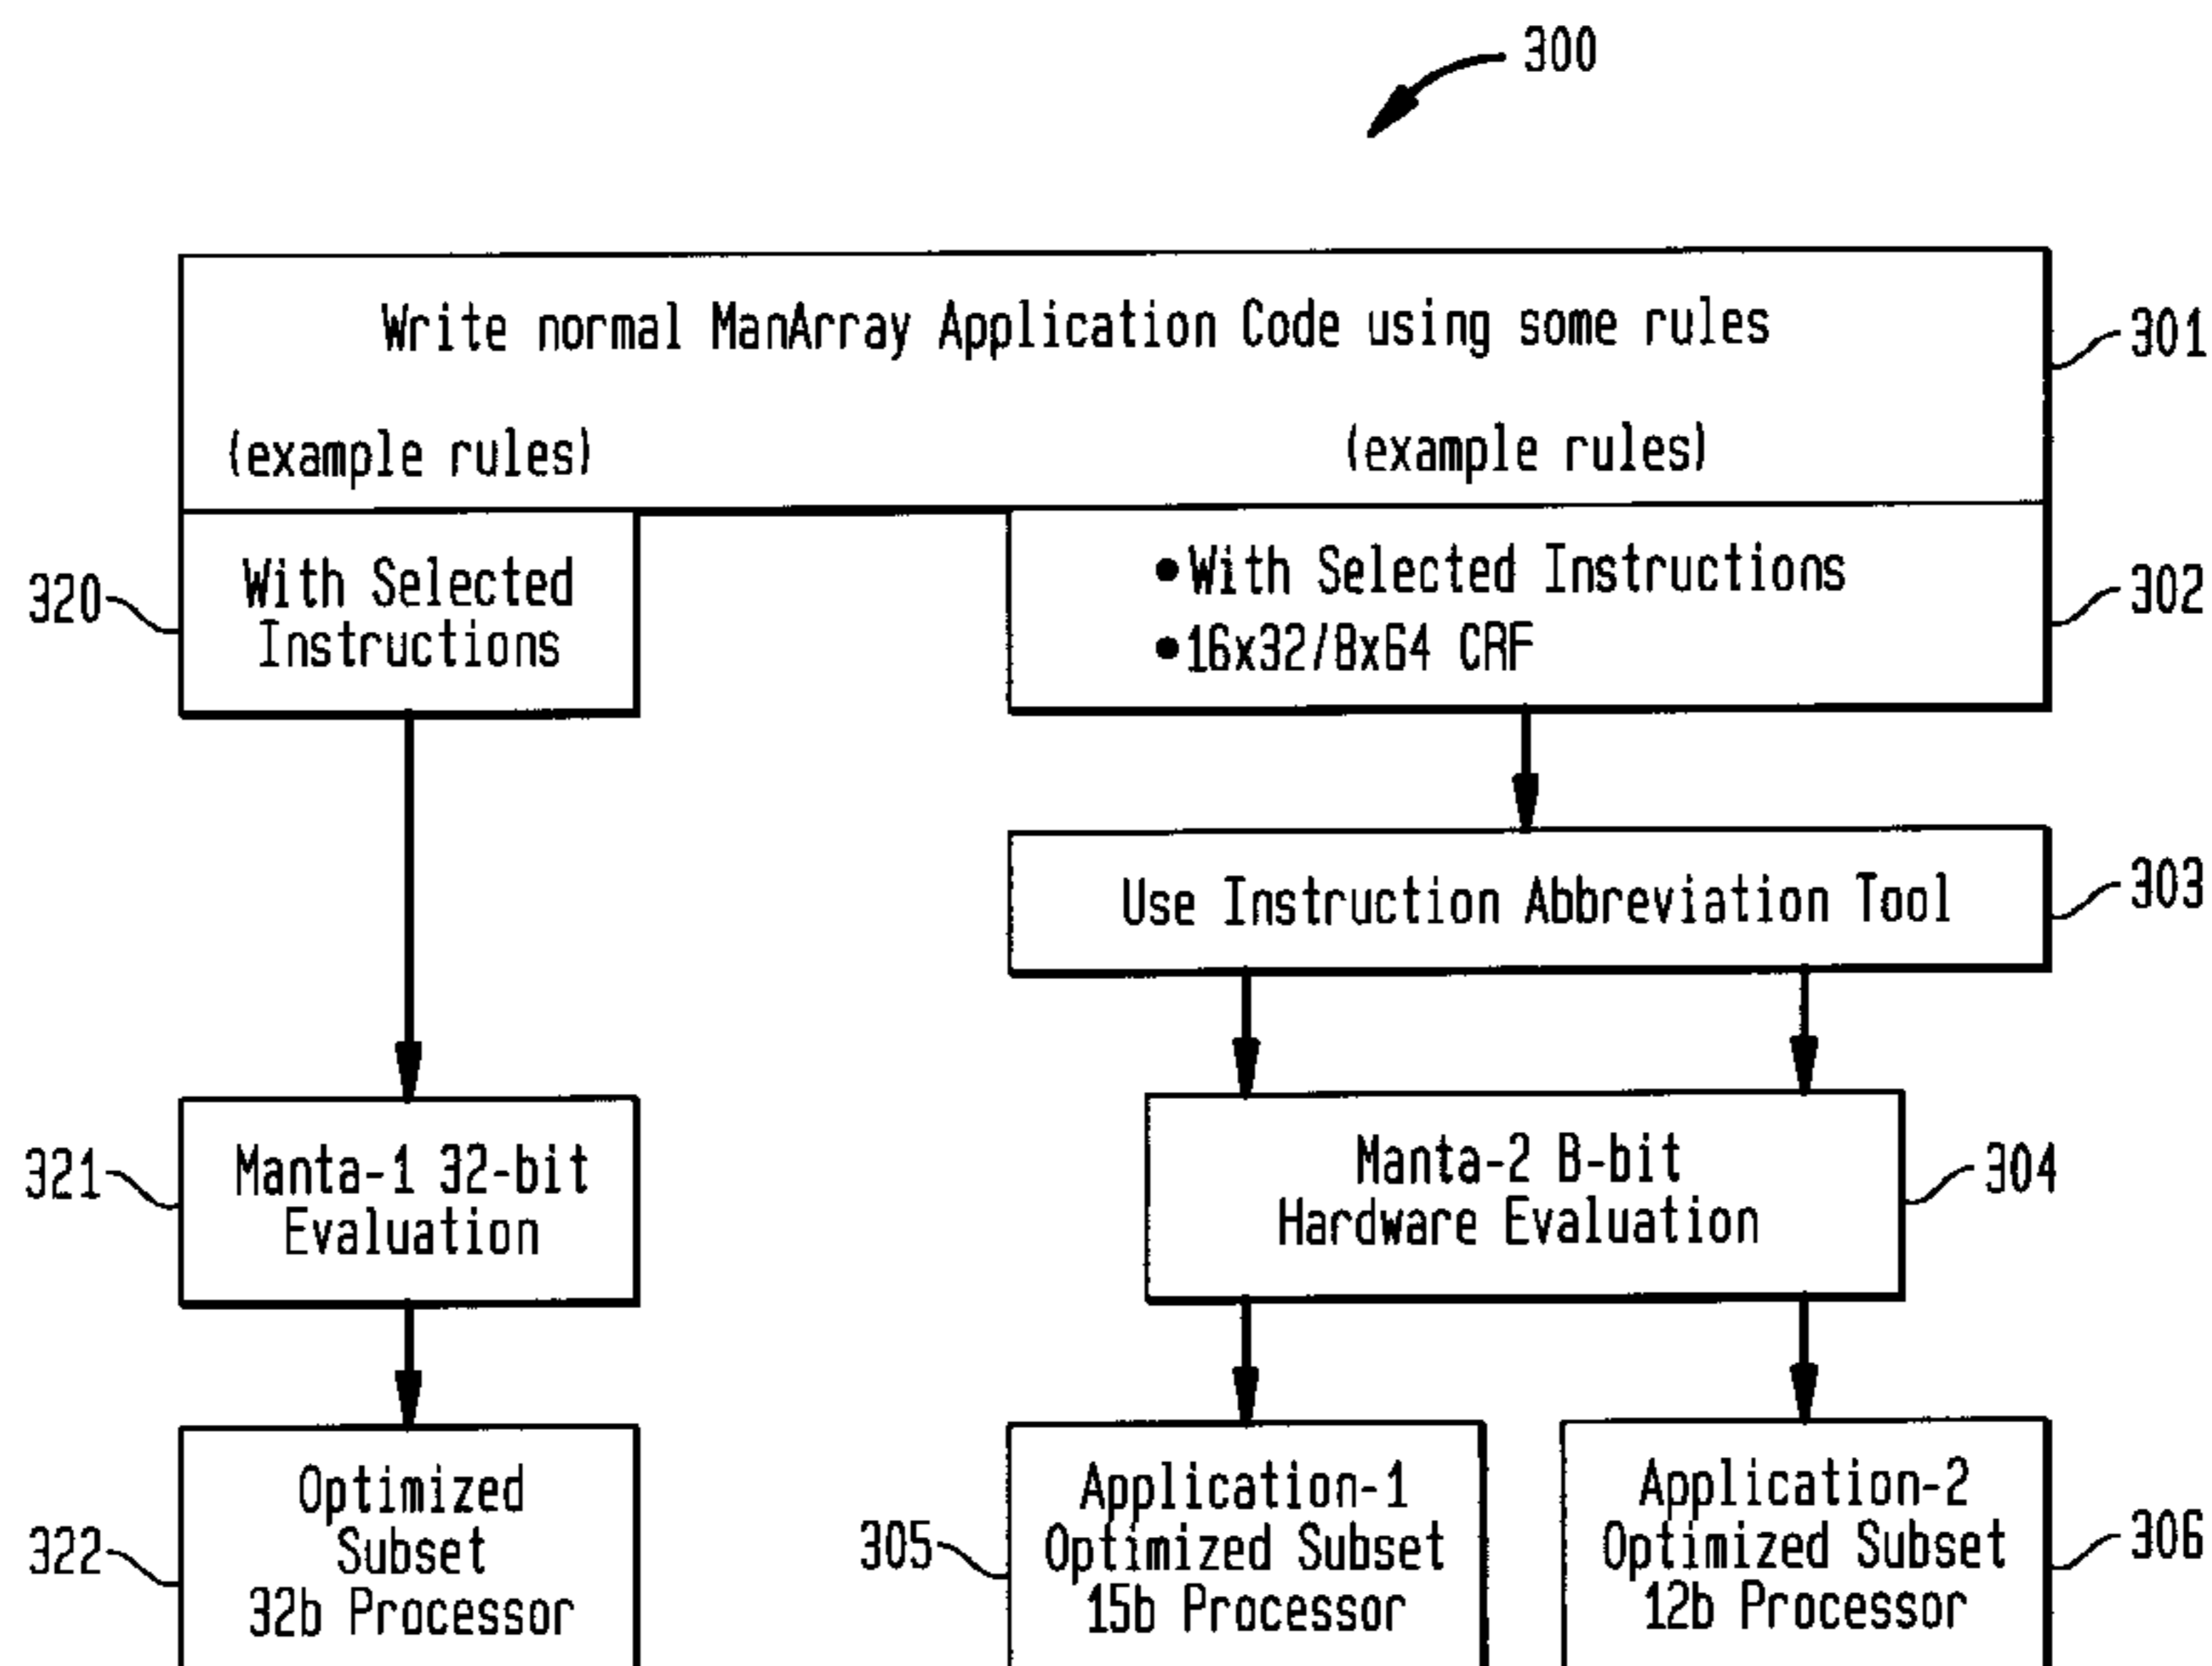 300
Write normal ManArray Application Code using some rules
301
(example rules)
(example rules)
320
With Selected
Instructions
●With Selected Instructions
●16x32/8x64 CRF
302
Use Instruction Abbreviation Tool
303
321
Manta-1 32-bit
Evaluation
Manta-2 B-bit
Hardware Evaluation
304
322
Optimized
Subset
32b Processor
305
Application-1
Optimized Subset
15b Processor
Application-2
Optimized Subset
12b Processor
306